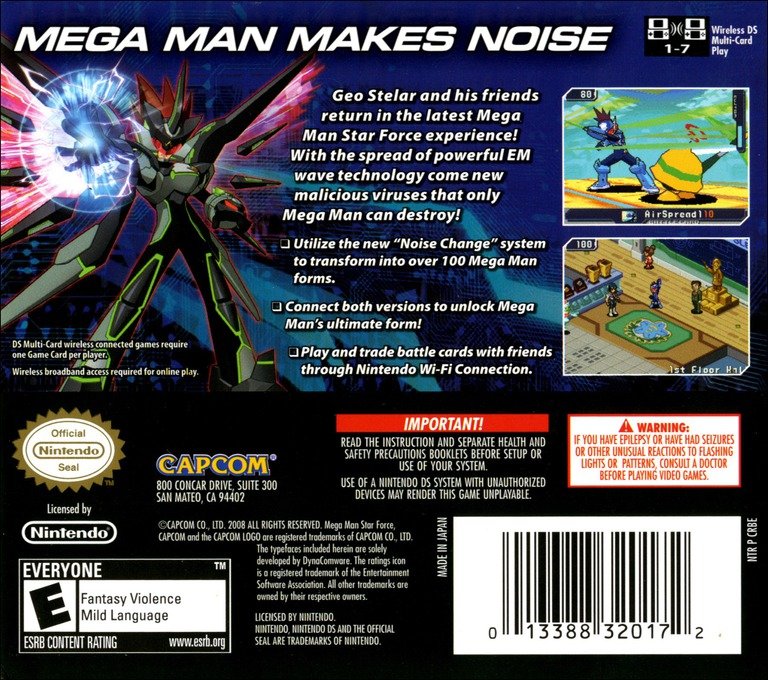 MEGA MAN MAKES NOISE
1-7
Wireless DS
Multi-Card
Play
Geo Stelar and his friends
return in the latest Mega
Man Star Force experience!
With the spread of powerful EM
wave technology come new
malicious viruses that only
Mega Man can destroy!
❑ Utilize the new “Noise Change” system
to transform into over 100 Mega Man
forms.
❑ Connect both versions to unlock Mega
Man's ultimate form!
❑ Play and trade battle cards with friends
through Nintendo Wi-Fi Connection.
80
AirSpread1 10
100
1st Floor Hal
DS Multi-Card wireless connected games require
one Game Card per player.
Wireless broadband access required for online play.
Official
Nintendo®
Seal
TM
Licensed by
Nintendo®
CAPCOM®
800 CONCAR DRIVE, SUITE 300
SAN MATEO, CA 94402
IMPORTANT!
READ THE INSTRUCTION AND SEPARATE HEALTH AND
SAFETY PRECAUTIONS BOOKLETS BEFORE SETUP OR
USE OF YOUR SYSTEM.
USE OF A NINTENDO DS SYSTEM WITH UNAUTHORIZED
DEVICES MAY RENDER THIS GAME UNPLAYABLE.
WARNING:
IF YOU HAVE EPILEPSY OR HAVE HAD SEIZURES
OR OTHER UNUSUAL REACTIONS TO FLASHING
LIGHTS OR PATTERNS, CONSULT A DOCTOR
BEFORE PLAYING VIDEO GAMES.
©CAPCOM CO., LTD. 2008 ALL RIGHTS RESERVED. Mega Man Star Force,
CAPCOM and the CAPCOM LOGO are registered trademarks of CAPCOM CO., LTD.
The typefaces included herein are solely
developed by DynaComware. The ratings icon
is a registered trademark of the Entertainment
Software Association. All other trademarks are
owned by their respective owners.
LICENSED BY NINTENDO.
NINTENDO, NINTENDO DS AND THE OFFICIAL
SEAL ARE TRADEMARKS OF NINTENDO.
EVERYONE
TM
E
Fantasy Violence
Mild Language
ESRB CONTENT RATING
www.esrb.org
MADE IN JAPAN
0 13388 32017 2
NTR P CRBE